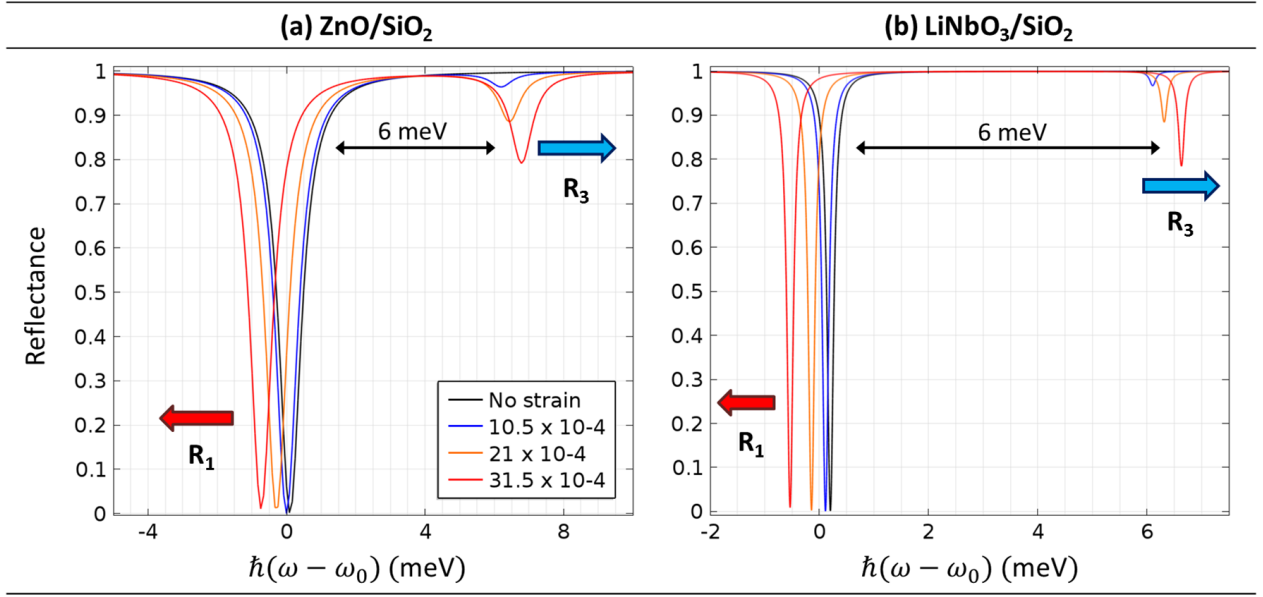 (a) ZnO/SiO₂
(b) LiNbO₃/SiO₂
Reflectance
1
0.9
0.8
0.7
0.6
0.5
0.4
0.3
0.2
0.1
0
6 meV
R₃
R₁
No strain
10.5 x 10-4
21 x 10-4
31.5 x 10-4
-4 0 4 8
ℏ(ω − ω₀) (meV)
1
0.9
0.8
0.7
0.6
0.5
0.4
0.3
0.2
0.1
0
6 meV
R₃
R₁
-2 0 2 4 6
ℏ(ω − ω₀) (meV)